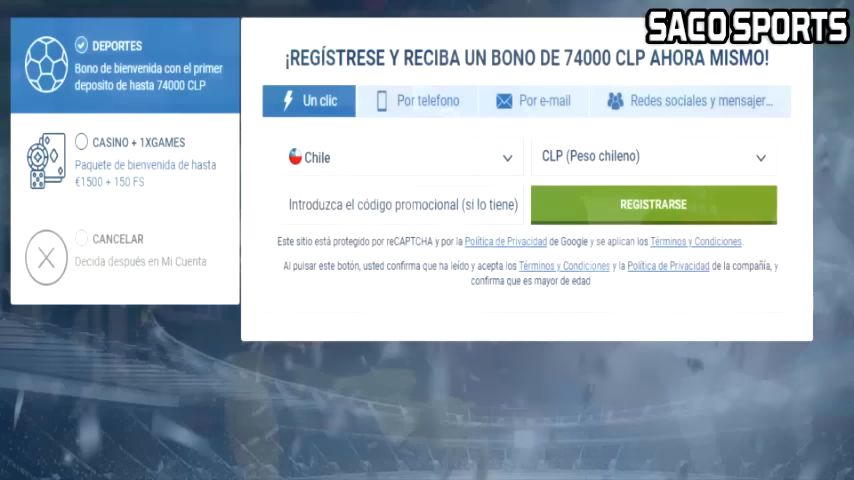 SACO SPORTS
DEPORTES
Bono de bienvenida con el primer
deposito de hasta 74000 CLP
CASINO + 1XGAMES
Paquete de bienvenida de hasta
€1500 + 150 FS
CANCELAR
Decida después en Mi Cuenta
¡REGÍSTRESE Y RECIBA UN BONO DE 74000 CLP AHORA MISMO!
Un clic
Por telefono
Por e-mail
Redes sociales y mensajer...
Chile
CLP (Peso chileno)
Introduzca el código promocional (si lo tiene)
REGISTRARSE
Este sitio está protegido por reCAPTCHA y por la Política de Privacidad de Google y se aplican los Términos y Condiciones.
Al pulsar este botón, usted confirma que ha leído y acepta los Términos y Condiciones y la Política de Privacidad de la compañía, y
confirma que es mayor de edad